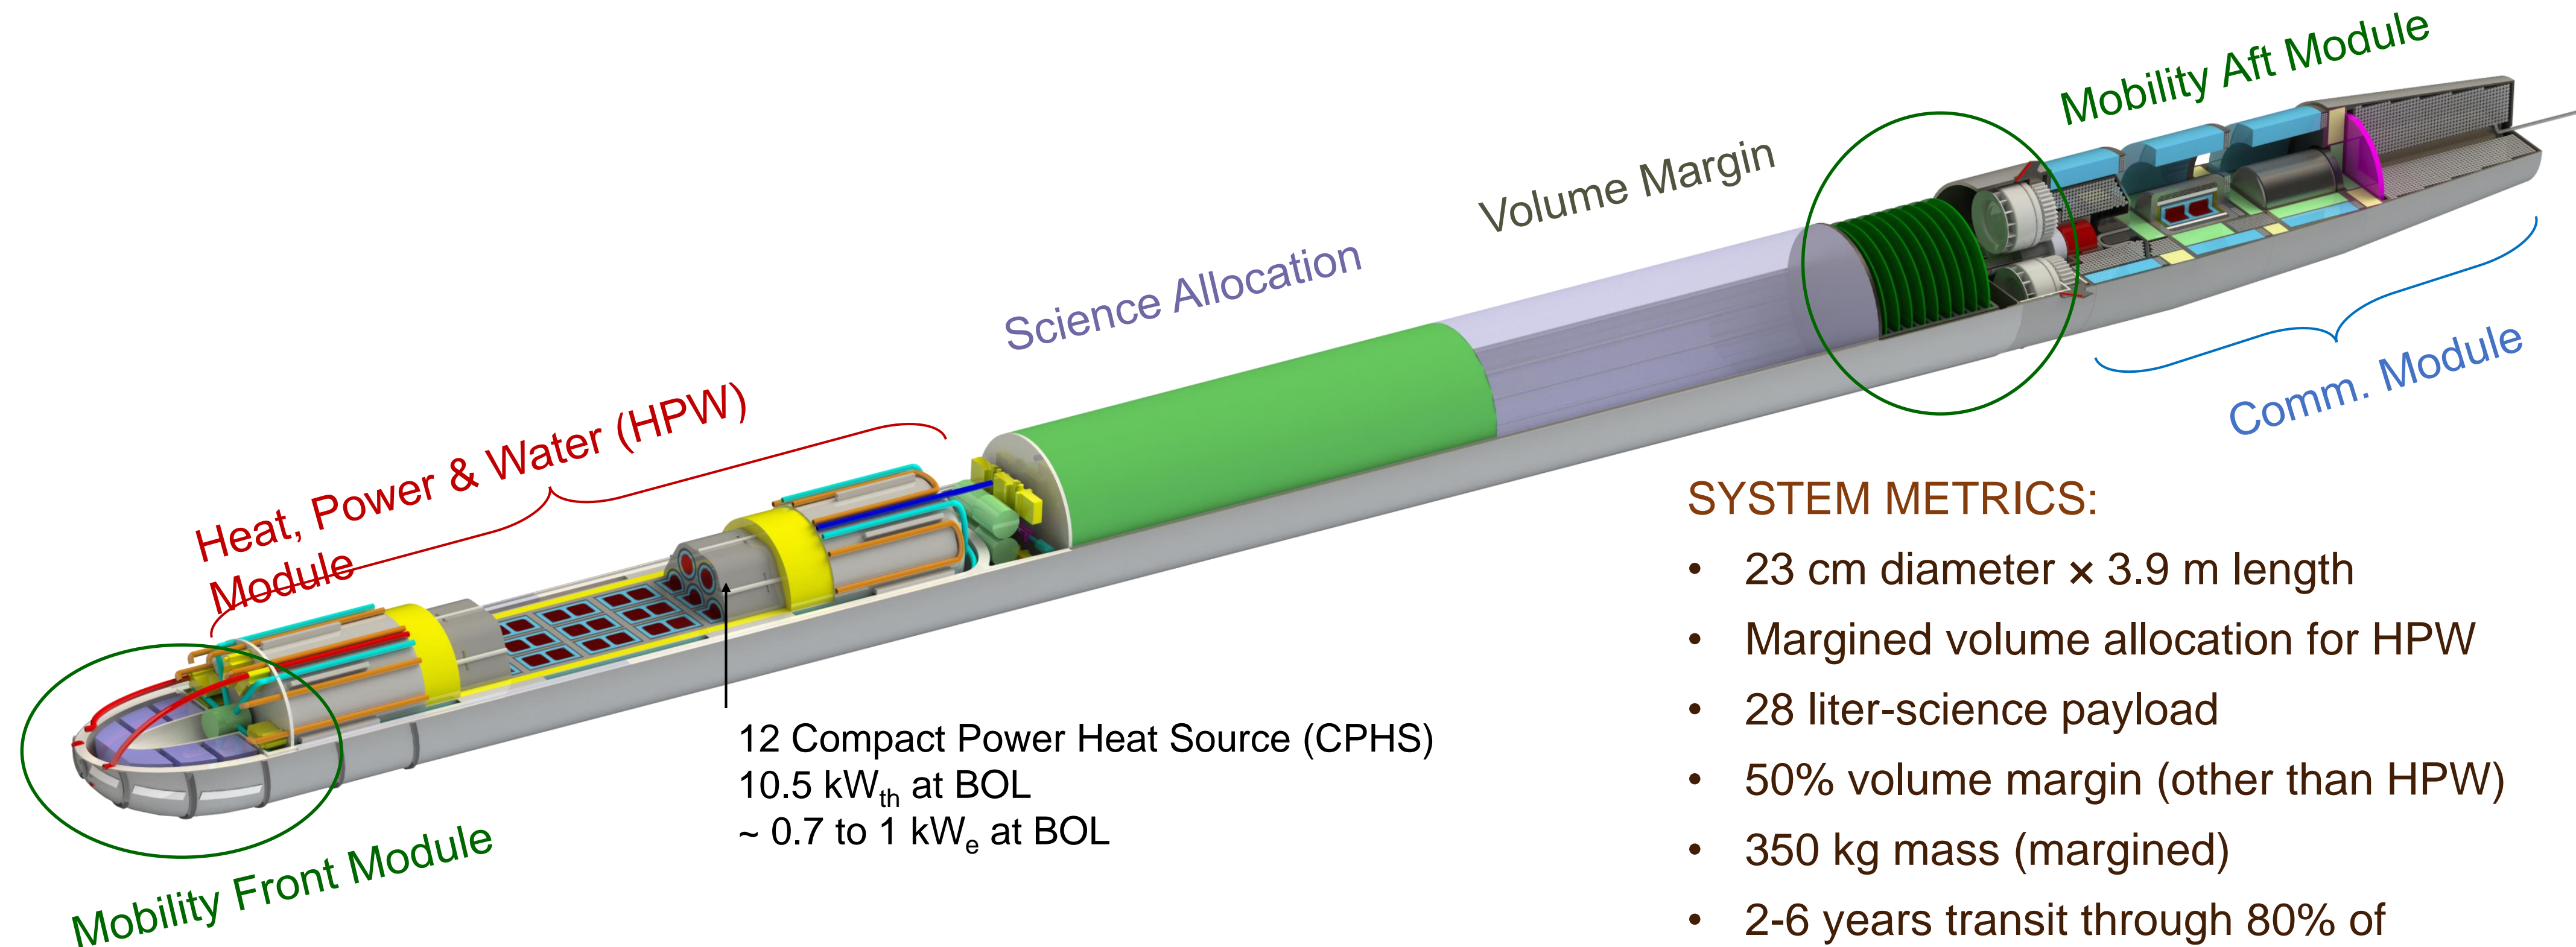 Mobility Aft Module
Volume Margin
Science Allocation
Comm. Module
Heat, Power & Water (HPW)
Module
Mobility Front Module
12 Compact Power Heat Source (CPHS)
10.5 kWth at BOL
~ 0.7 to 1 kWe at BOL
SYSTEM METRICS:
• 23 cm diameter × 3.9 m length
• Margined volume allocation for HPW
• 28 liter-science payload
• 50% volume margin (other than HPW)
• 350 kg mass (margined)
• 2-6 years transit through 80% of